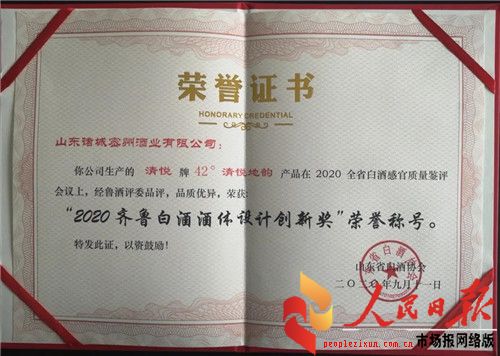 荣誉证书
HONORARY CREDENTIAL
山东诸城密州酒业有限公司：
你公司生产的 清悦 牌 42° 清悦地韵 产品在 2020 全省白酒感官质量鉴评
会议上，经鲁酒评委品评，品质优异，荣获：
“2020 齐鲁白酒酒体设计创新奖”荣誉称号。
特发此证，以资鼓励！
山东省白酒协会
二〇二〇年九月十一日
人民日报
peoplezixun.com.cn
市场报网络版